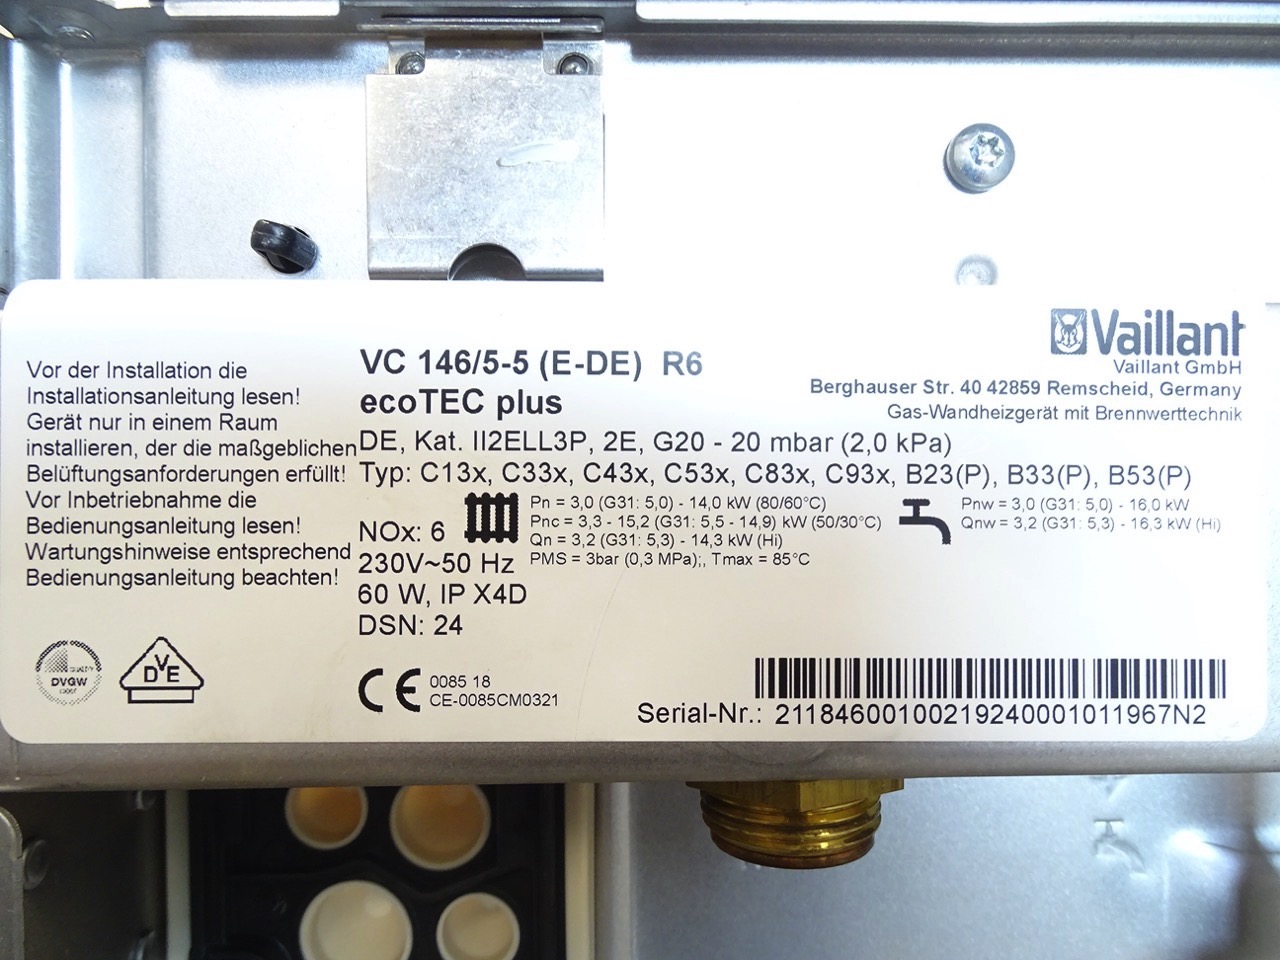 Vaillant
Vaillant GmbH
Berghauser Str. 40 42859 Remscheid, Germany
Gas-Wandheizgerät mit Brennwerttechnik
Vor der Installation die
Installationsanleitung lesen!
Gerät nur in einem Raum
installieren, der die maßgeblichen
Belüftungsanforderungen erfüllt!
Vor Inbetriebnahme die
Bedienungsanleitung lesen!
Wartungshinweise entsprechend
Bedienungsanleitung beachten!
VC 146/5-5 (E-DE) R6
ecoTEC plus
DE, Kat. II2ELL3P, 2E, G20 - 20 mbar (2,0 kPa)
Typ: C13x, C33x, C43x, C53x, C83x, C93x, B23(P), B33(P), B53(P)
NOx: 6
230V~50 Hz
60 W, IP X4D
DSN: 24
Pn = 3,0 (G31: 5,0) - 14,0 kW (80/60°C)
Pnc = 3,3 - 15,2 (G31: 5,5 - 14,9) kW (50/30°C)
Qn = 3,2 (G31: 5,3) - 14,3 kW (Hi)
PMS = 3bar (0,3 MPa);, Tmax = 85°C
Pnw = 3,0 (G31: 5,0) - 16,0 kW
Qnw = 3,2 (G31: 5,3) - 16,3 kW (Hi)
DVGW
DVE
CE
0085 18
CE-0085CM0321
Serial-Nr.: 21184600100219240001011967N2